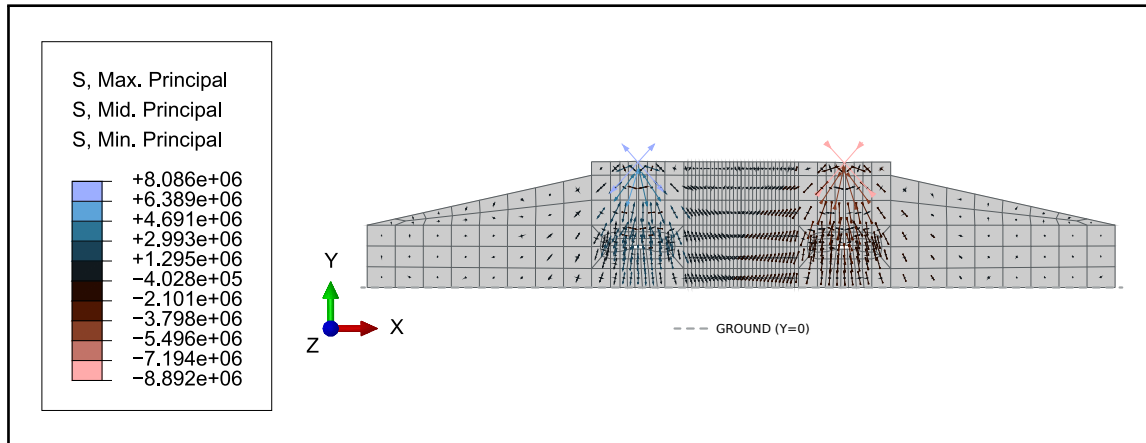 S, Max. Principal
S, Mid. Principal
S, Min. Principal
+8.086e+06
+6.389e+06
+4.691e+06
+2.993e+06
+1.295e+06
−4.028e+05
−2.101e+06
−3.798e+06
−5.496e+06
−7.194e+06
−8.892e+06
Y
X
Z
GROUND (Y=0)